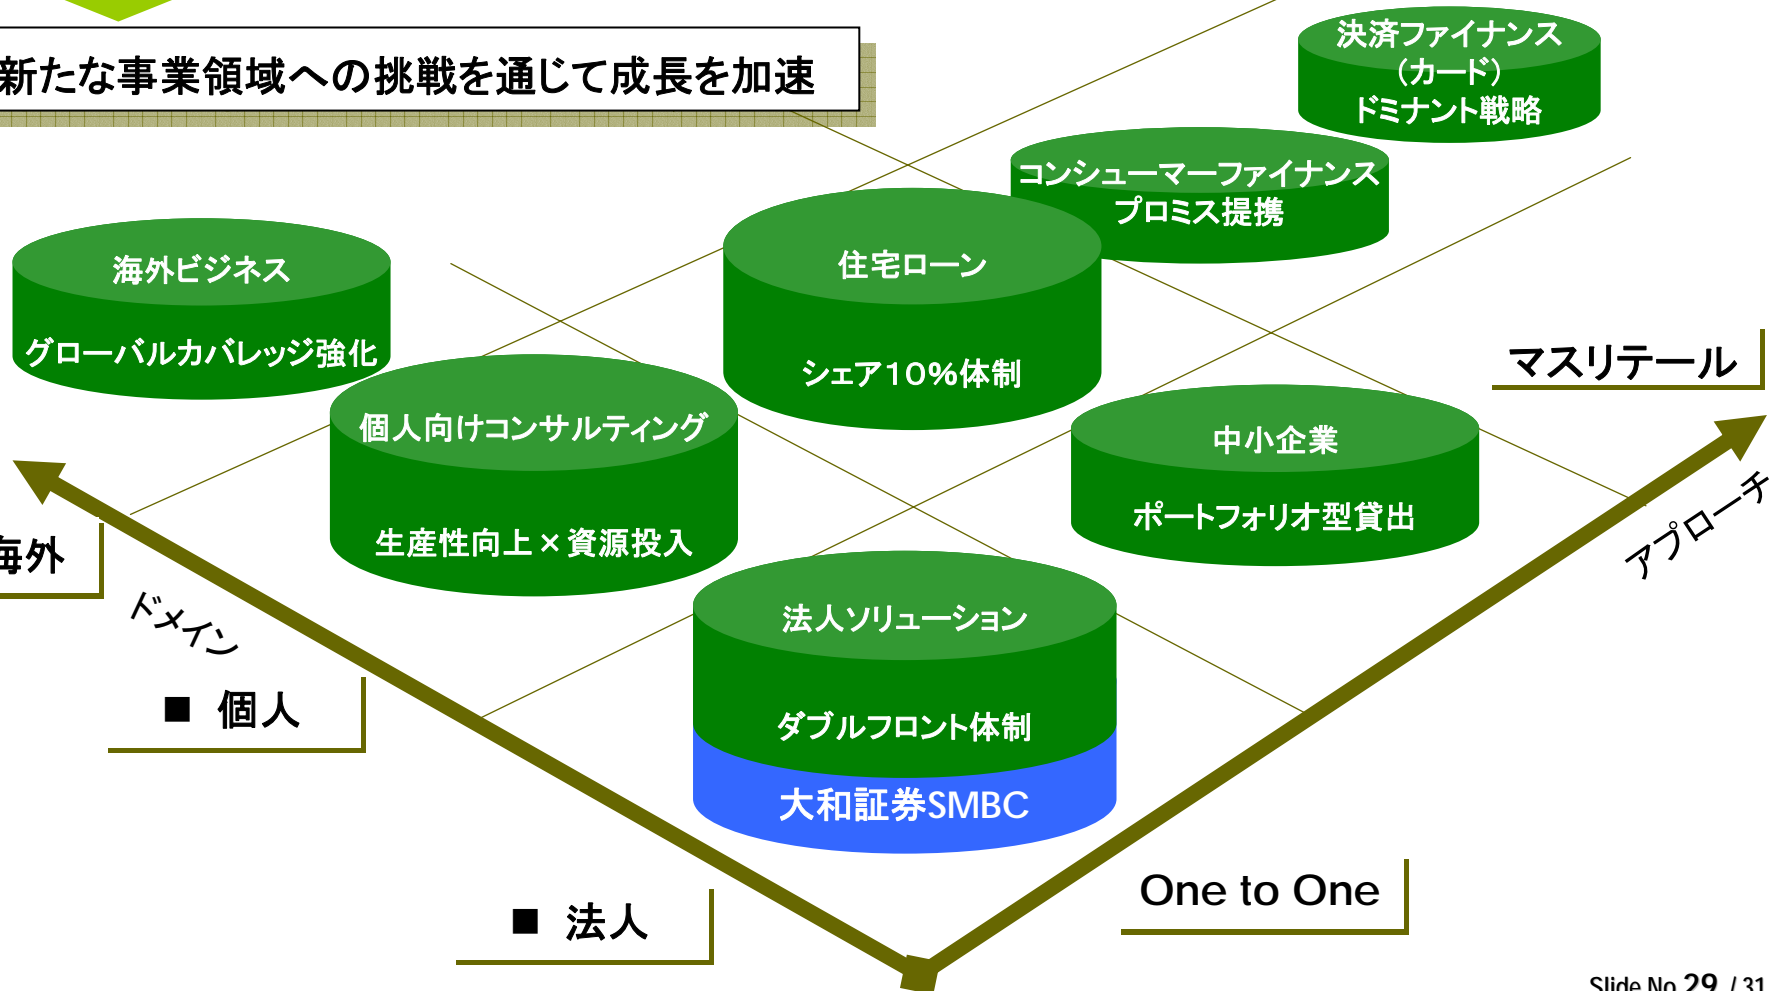 新たな事業領域への挑戦を通じて成長を加速
決済ファイナンス
（カード）
ドミナント戦略
コンシューマーファイナンス
プロミス提携
住宅ローン
シェア10%体制
海外ビジネス
グローバルカバレッジ強化
マスリテール
個人向けコンサルティング
生産性向上×資源投入
中小企業
ポートフォリオ型貸出
アプローチ
海外
ドメイン
法人ソリューション
ダブルフロント体制
大和証券SMBC
■ 個人
One to One
■ 法人
Slide No.29 / 31